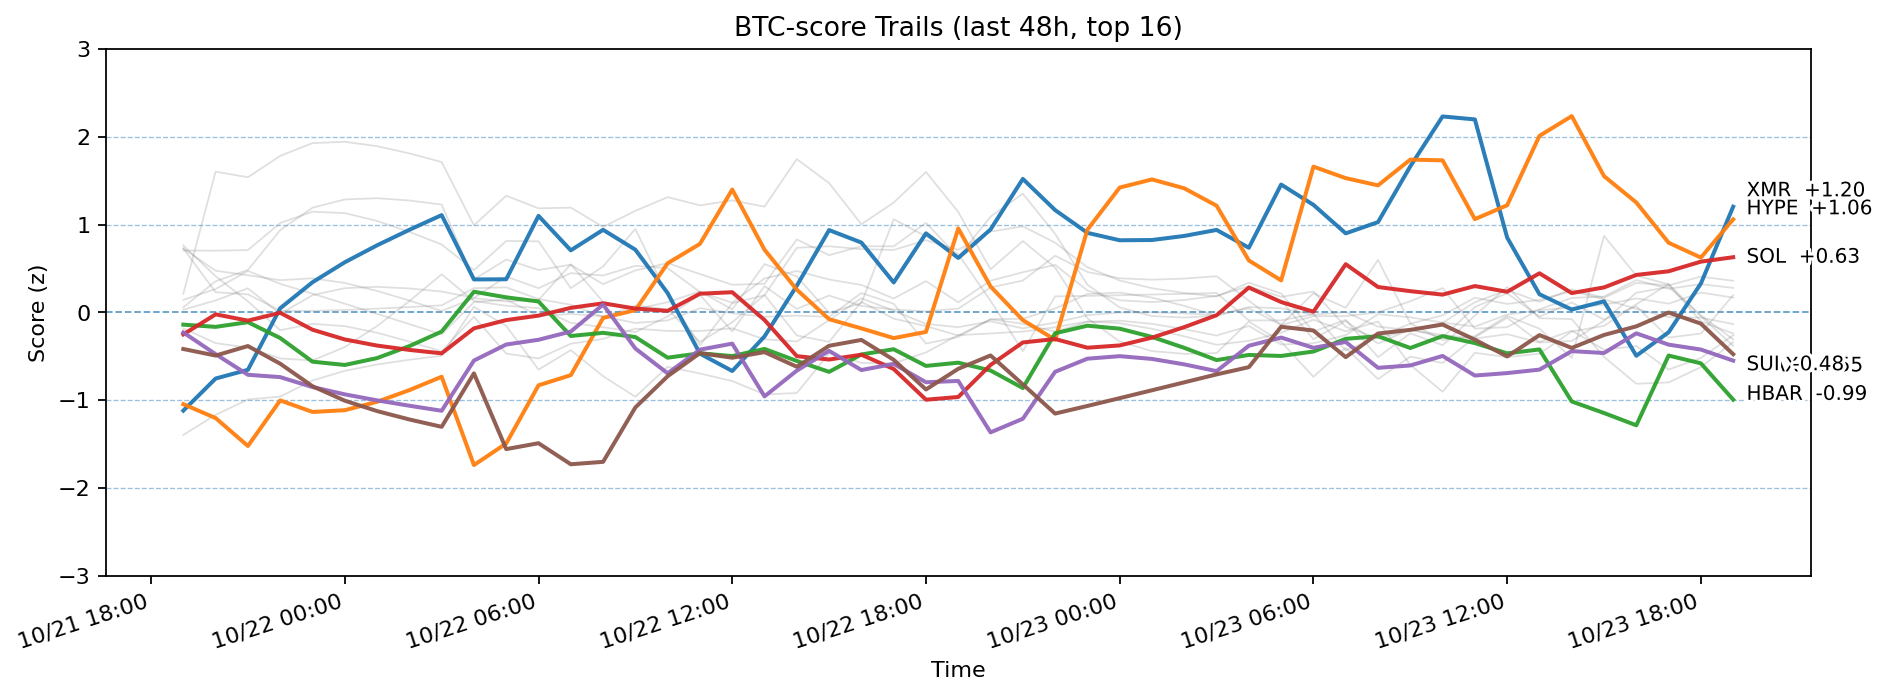 BTC-score Trails (last 48h, top 16)
Score (z)
3
2
1
0
−1
−2
−3
XMR +1.20
HYPE +1.06
SOL +0.63
SUI
HBAR -0.99
10/21 18:00
10/22 00:00
10/22 06:00
10/22 12:00
10/22 18:00
10/23 00:00
10/23 06:00
10/23 12:00
10/23 18:00
Time